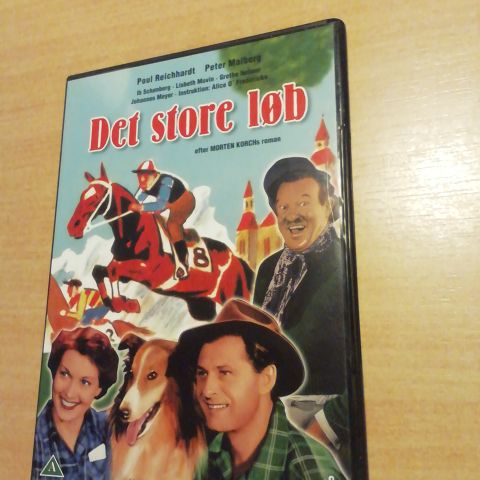 Poul Reichhardt Peter Malberg
Ib Schønberg · Lisbeth Movin · Grethe Holmer
Johannes Meyer · Instruktion: Alice O' Fredericks
Det store løb
efter MORTEN KORCHs roman
8
A